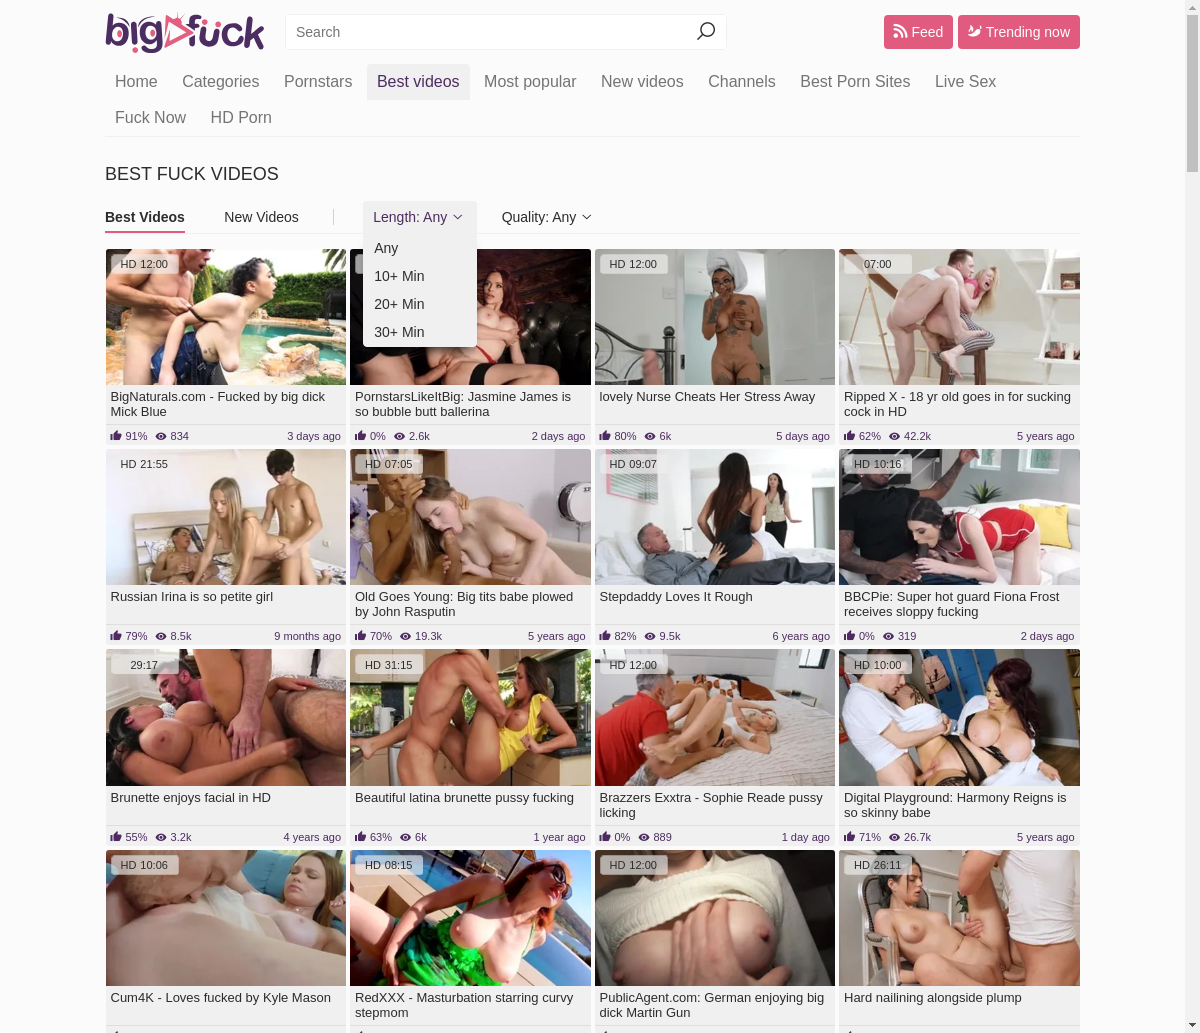 bigfuck
Search
Feed
Trending now
Home Categories Pornstars Best videos Most popular New videos Channels Best Porn Sites Live Sex
Fuck Now HD Porn
BEST FUCK VIDEOS
Best Videos New Videos Length: Any Quality: Any
Any
10+ Min
20+ Min
30+ Min
HD 12:00
BigNaturals.com - Fucked by big dick
Mick Blue
91% 834 3 days ago
PornstarsLikeItBig: Jasmine James is
so bubble butt ballerina
0% 2.6k 2 days ago
HD 12:00
lovely Nurse Cheats Her Stress Away
80% 6k 5 days ago
07:00
Ripped X - 18 yr old goes in for sucking
cock in HD
62% 42.2k 5 years ago
HD 21:55
Russian Irina is so petite girl
79% 8.5k 9 months ago
HD 07:05
Old Goes Young: Big tits babe plowed
by John Rasputin
70% 19.3k 5 years ago
HD 09:07
Stepdaddy Loves It Rough
82% 9.5k 6 years ago
HD 10:16
BBCPie: Super hot guard Fiona Frost
receives sloppy fucking
0% 319 2 days ago
29:17
Brunette enjoys facial in HD
55% 3.2k 4 years ago
HD 31:15
Beautiful latina brunette pussy fucking
63% 6k 1 year ago
HD 12:00
Brazzers Exxtra - Sophie Reade pussy
licking
0% 889 1 day ago
HD 10:00
Digital Playground: Harmony Reigns is
so skinny babe
71% 26.7k 5 years ago
HD 10:06
Cum4K - Loves fucked by Kyle Mason
HD 08:15
RedXXX - Masturbation starring curvy
stepmom
HD 12:00
PublicAgent.com: German enjoying big
dick Martin Gun
HD 26:11
Hard nailining alongside plump